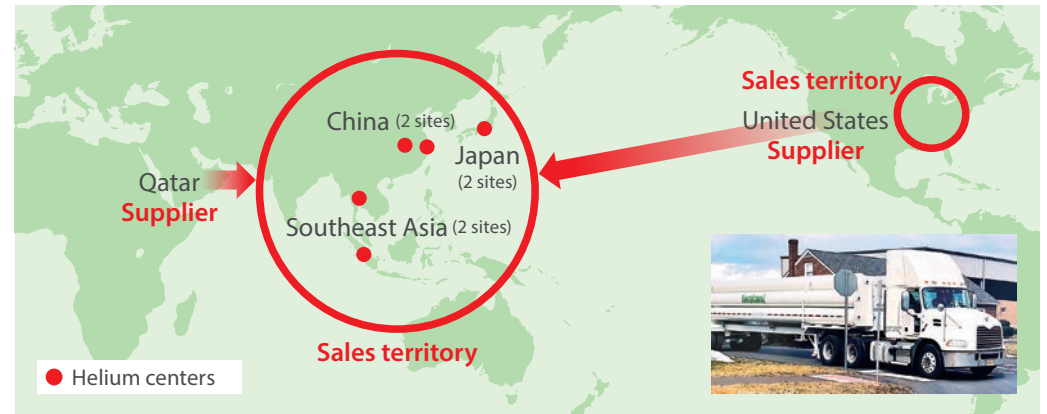 Sales territory
United States
Supplier
China (2 sites)
Japan
(2 sites)
Qatar
Supplier
Southeast Asia (2 sites)
Sales territory
Helium centers